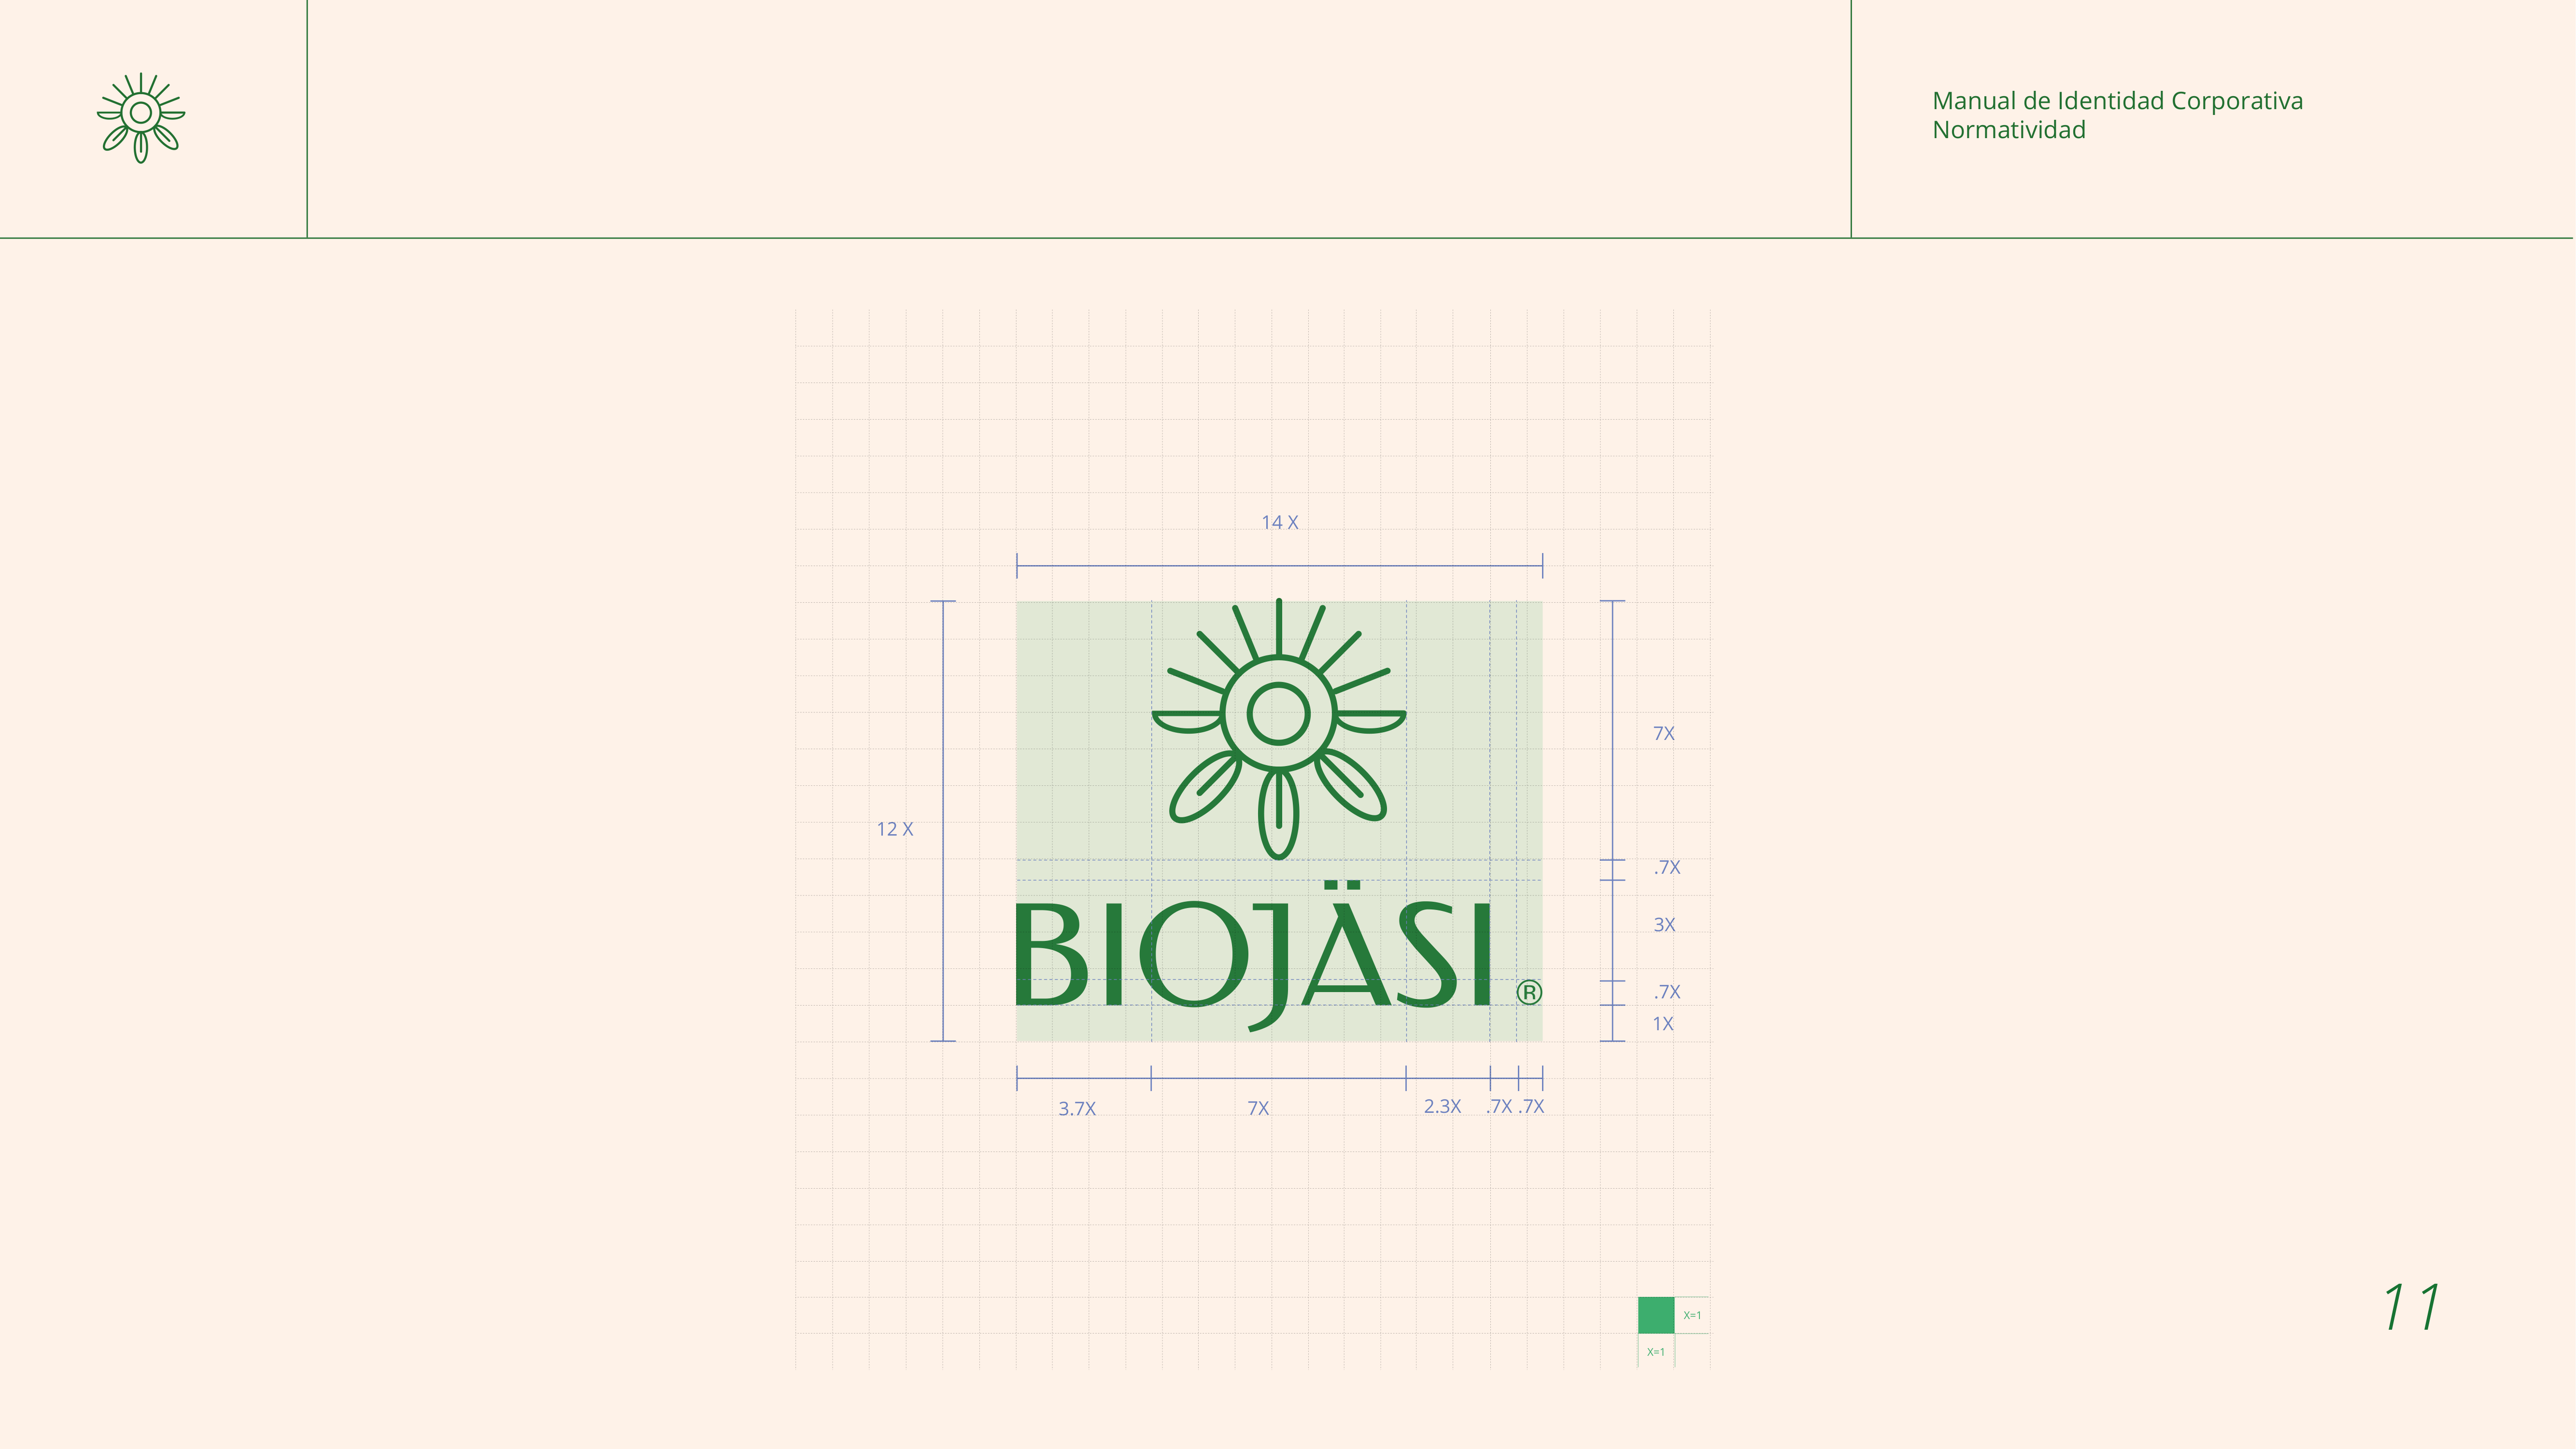 Manual de Identidad Corporativa
Normatividad
14 X
12 X
7X
.7X
3X
.7X
1X
BIOJÄSI®
3.7X 7X 2.3X .7X .7X
X=1
X=1
11